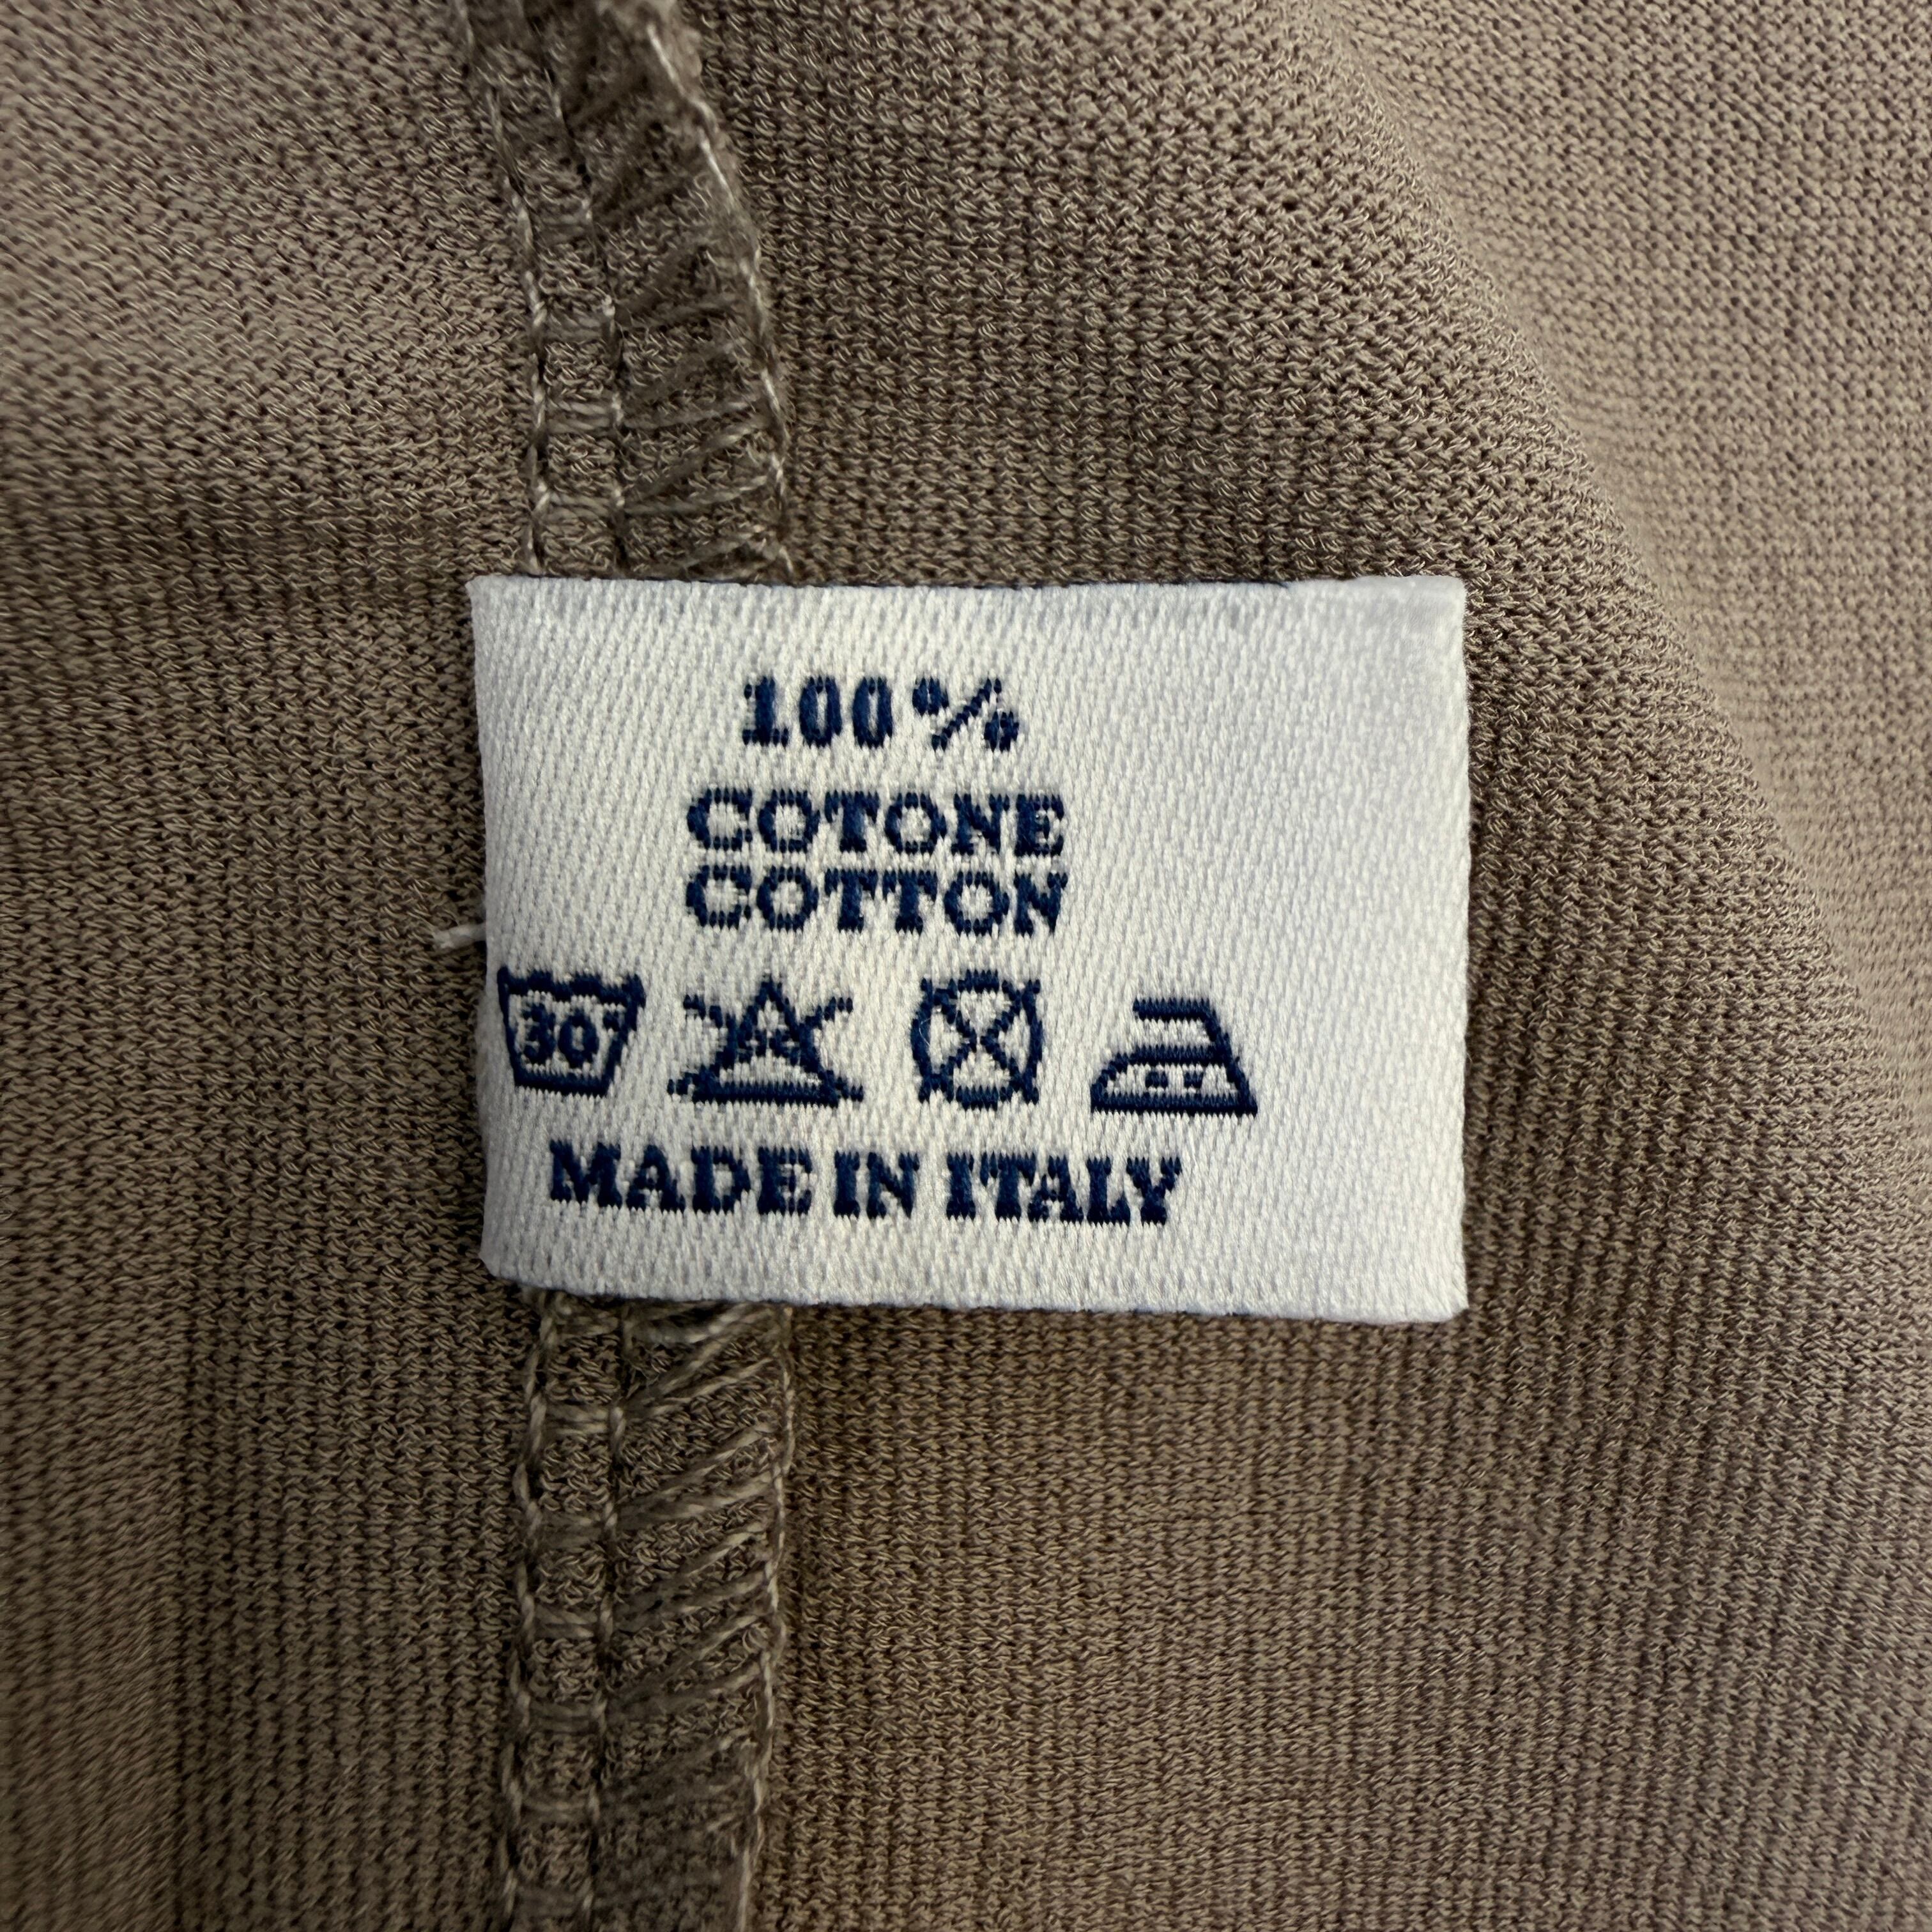 100%
COTONE
COTTON
30°
MADE IN ITALY